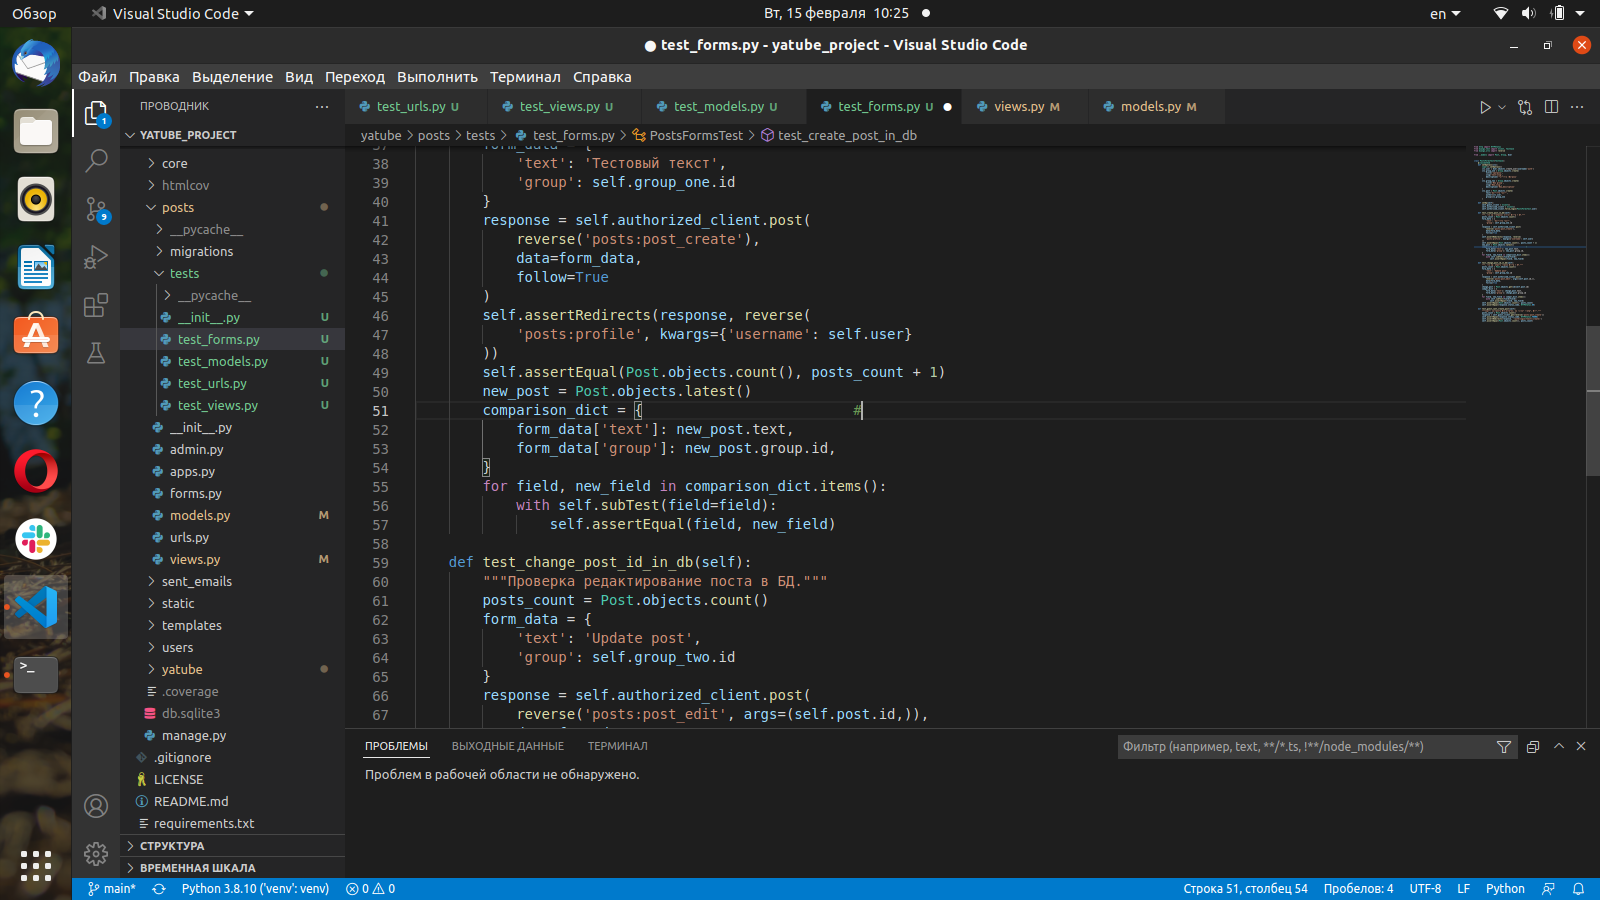 Обзор
Visual Studio Code
Вт, 15 февраля 10:25
en
test_forms.py - yatube_project - Visual Studio Code
Файл Правка Выделение Вид Переход Выполнить Терминал Справка
ПРОВОДНИК
test_urls.py U
test_views.py U
test_models.py U
test_forms.py U
views.py M
models.py M
yatube > posts > tests > test_forms.py > PostsFormsTest > test_create_post_in_db
YATUBE_PROJECT
core
htmlcov
posts
__pycache__
migrations
tests
__pycache__
__init__.py U
test_forms.py U
test_models.py U
test_urls.py U
test_views.py U
__init__.py
admin.py
apps.py
forms.py
models.py M
urls.py
views.py M
sent_emails
static
templates
users
yatube
.coverage
db.sqlite3
manage.py
.gitignore
LICENSE
README.md
requirements.txt
СТРУКТУРА
ВРЕМЕННАЯ ШКАЛА
1
9
37 form_data = {
38 'text': 'Тестовый текст',
39 'group': self.group_one.id
40 }
41 response = self.authorized_client.post(
42 reverse('posts:post_create'),
43 data=form_data,
44 follow=True
45 )
46 self.assertRedirects(response, reverse(
47 'posts:profile', kwargs={'username': self.user}
48 ))
49 self.assertEqual(Post.objects.count(), posts_count + 1)
50 new_post = Post.objects.latest()
51 comparison_dict = { #
52 form_data['text']: new_post.text,
53 form_data['group']: new_post.group.id,
54 }
55 for field, new_field in comparison_dict.items():
56 with self.subTest(field=field):
57 self.assertEqual(field, new_field)
58
59 def test_change_post_id_in_db(self):
60 """Проверка редактирование поста в БД."""
61 posts_count = Post.objects.count()
62 form_data = {
63 'text': 'Update post',
64 'group': self.group_two.id
65 }
66 response = self.authorized_client.post(
67 reverse('posts:post_edit', args=(self.post.id,)),
ПРОБЛЕМЫ ВЫХОДНЫЕ ДАННЫЕ ТЕРМИНАЛ
Фильтр (например, text, **/*.ts, !**/node_modules/**)
Проблем в рабочей области не обнаружено.
main* Python 3.8.10 ('venv': venv) 0 0
Строка 51, столбец 54 Пробелов: 4 UTF-8 LF Python